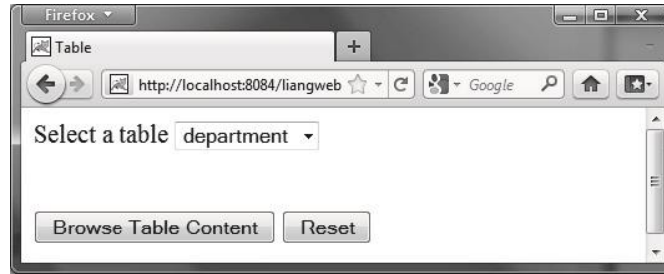 Firefox
Table
http://localhost:8084/liangweb
Google
Select a table department
Browse Table Content Reset